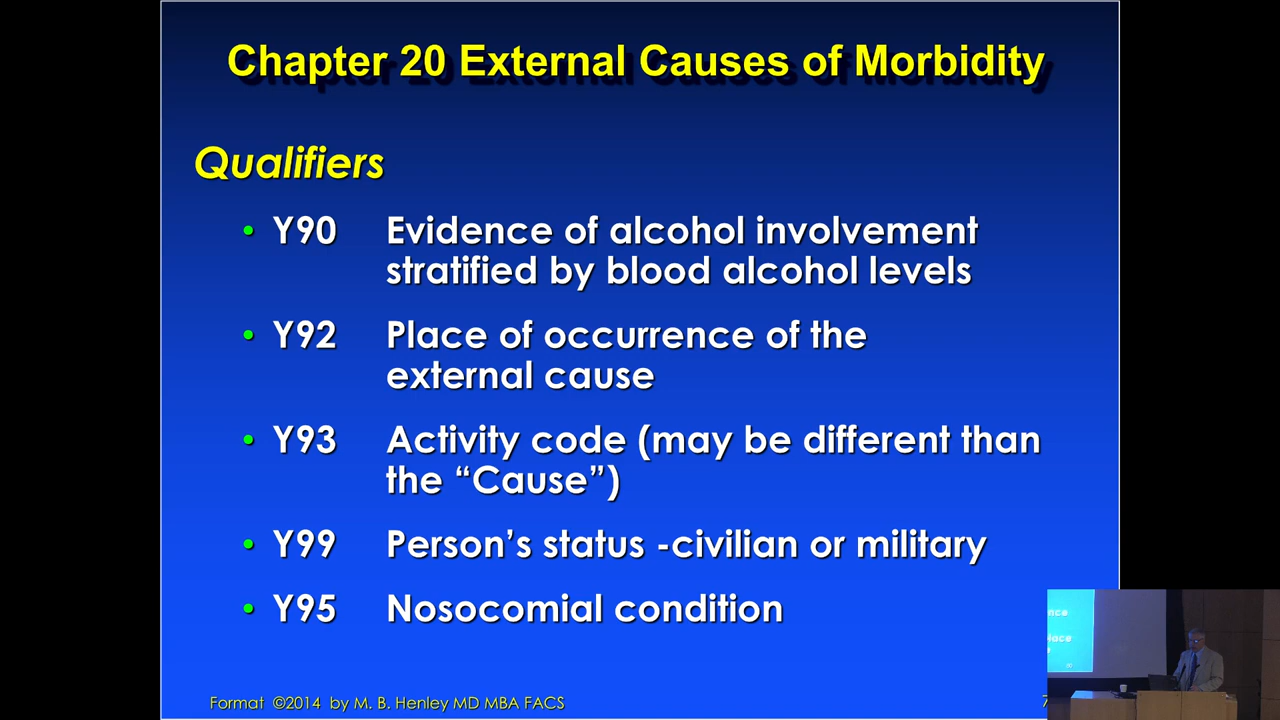 Chapter 20 External Causes of Morbidity
Qualifiers
• Y90 Evidence of alcohol involvement
stratified by blood alcohol levels
• Y92 Place of occurrence of the
external cause
• Y93 Activity code (may be different than
the “Cause”)
• Y99 Person’s status -civilian or military
• Y95 Nosocomial condition
Format ©2014 by M. B. Henley MD MBA FACS